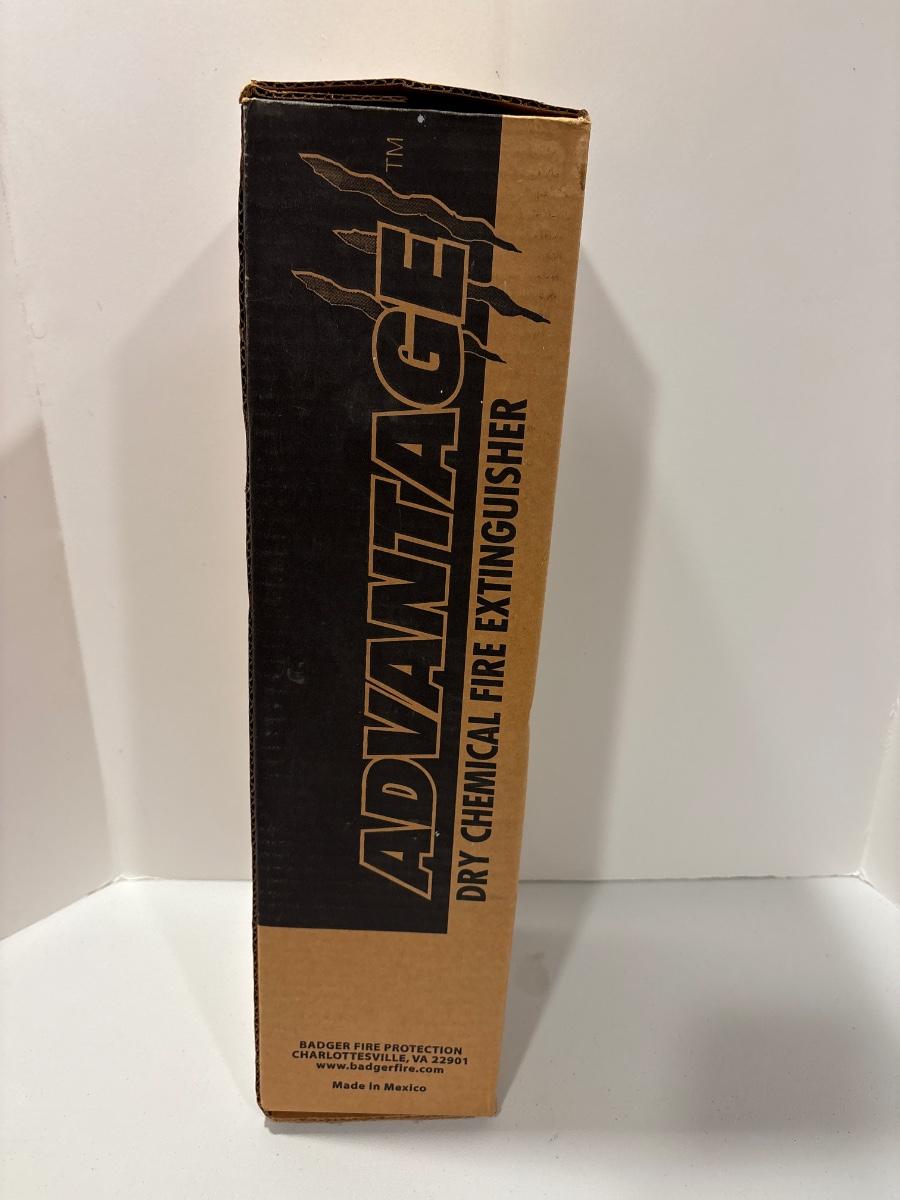 ADVANTAGE™
DRY CHEMICAL FIRE EXTINGUISHER
BADGER FIRE PROTECTION
CHARLOTTESVILLE, VA 22901
www.badgerfire.com
Made in Mexico